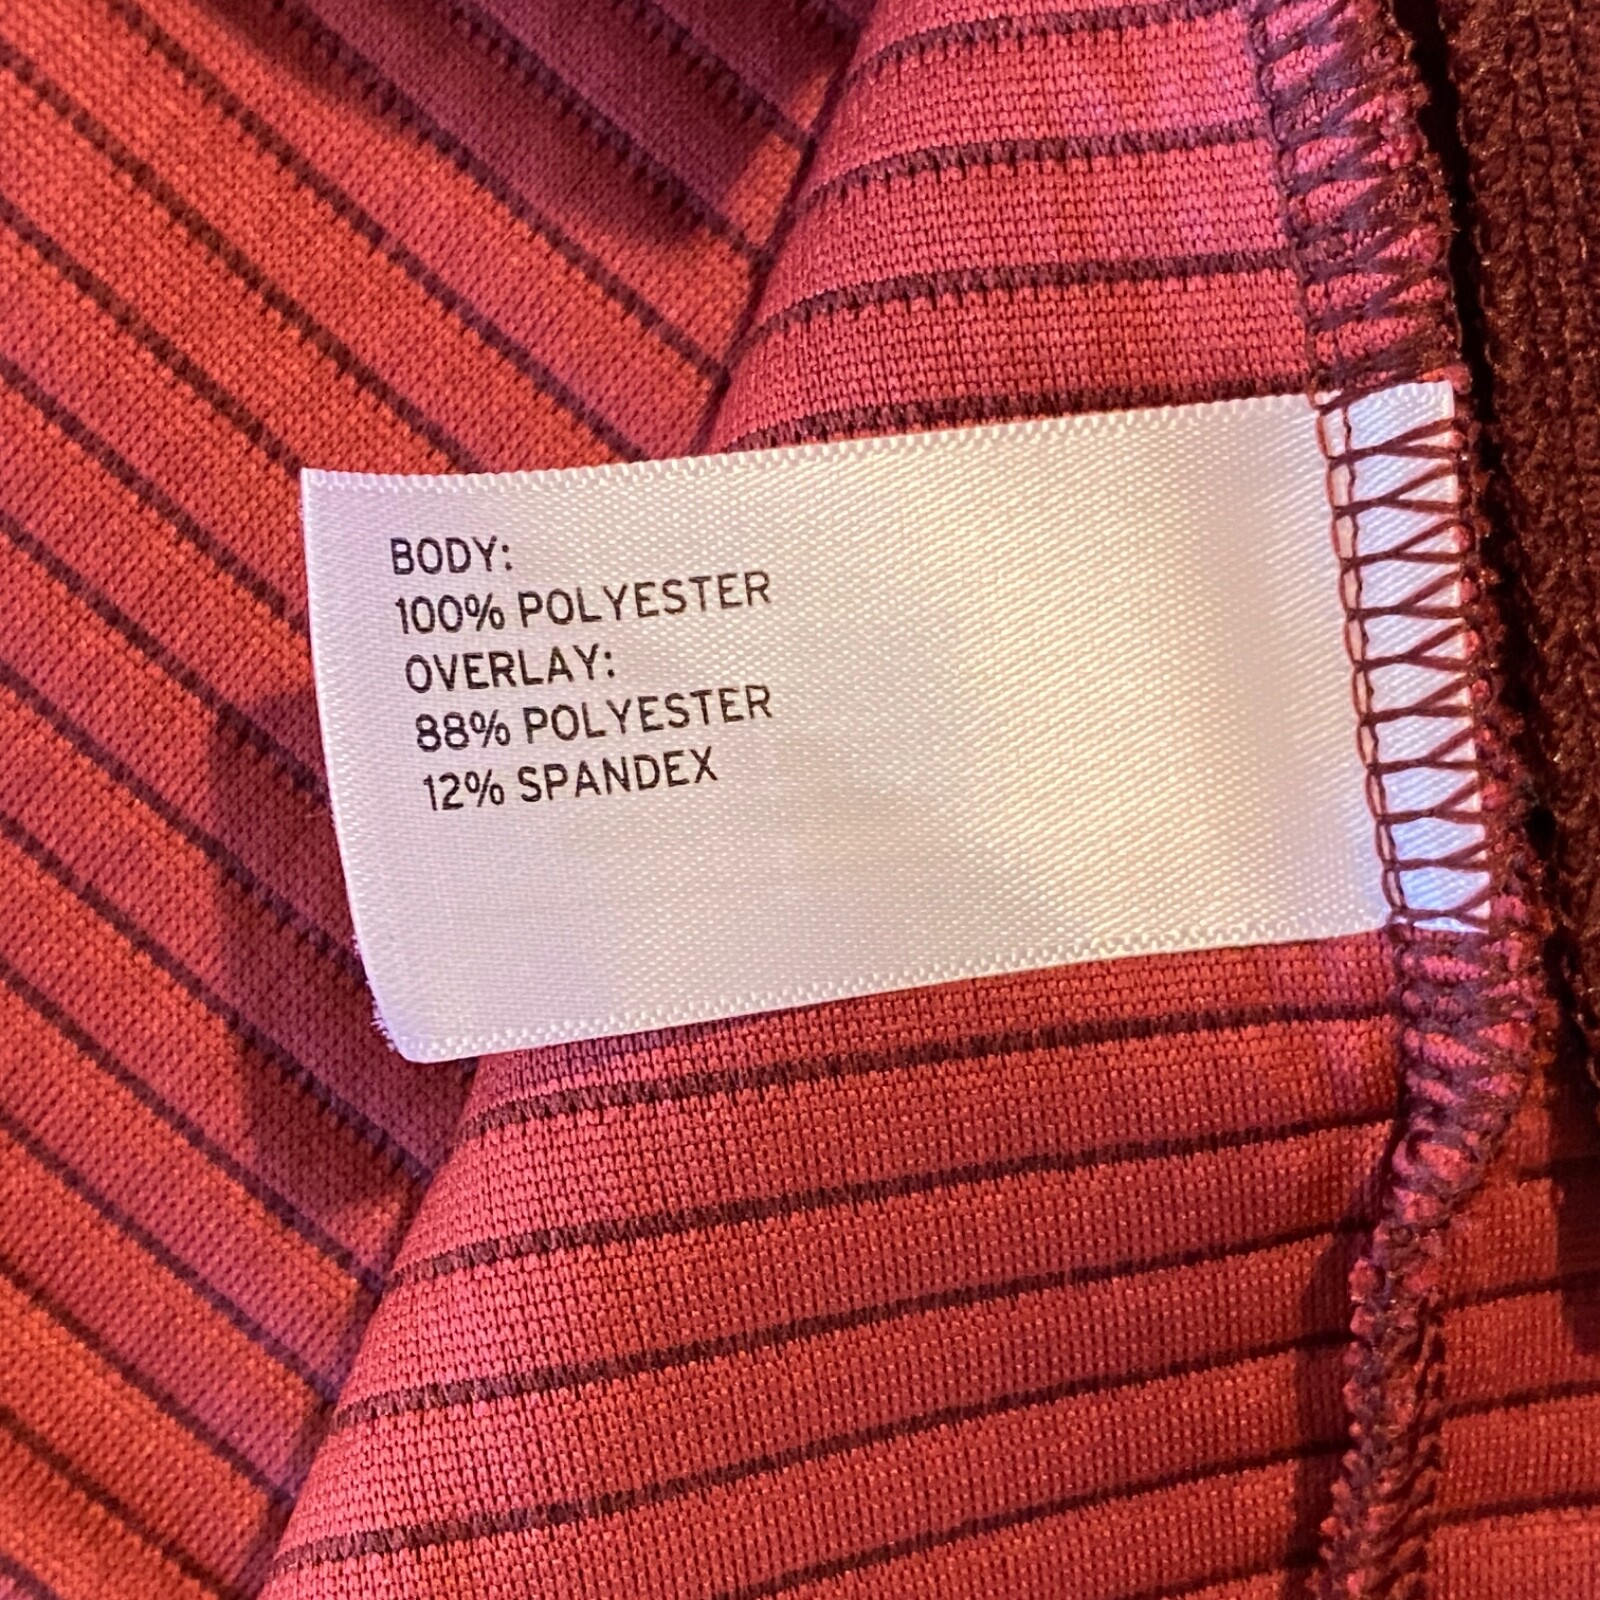 BODY:
100% POLYESTER
OVERLAY:
88% POLYESTER
12% SPANDEX